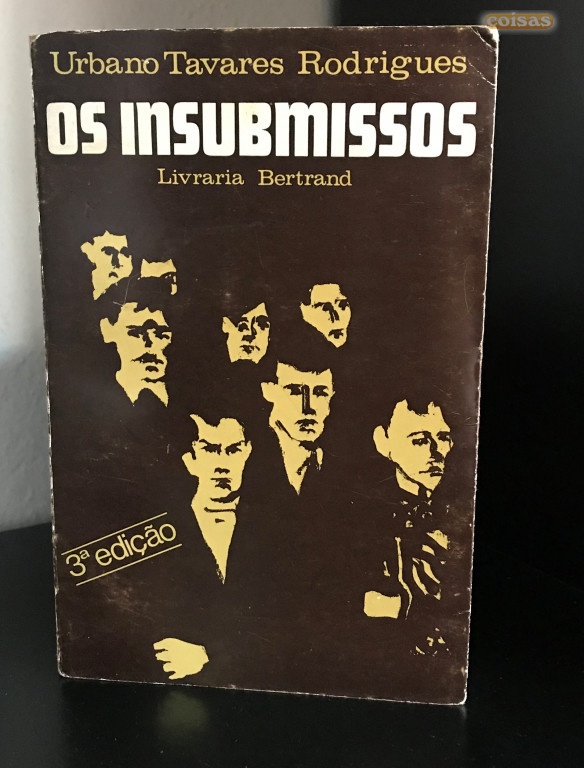 coisas
Urbano Tavares Rodrigues
OS INSUBMISSOS
Livraria Bertrand
3ª edição